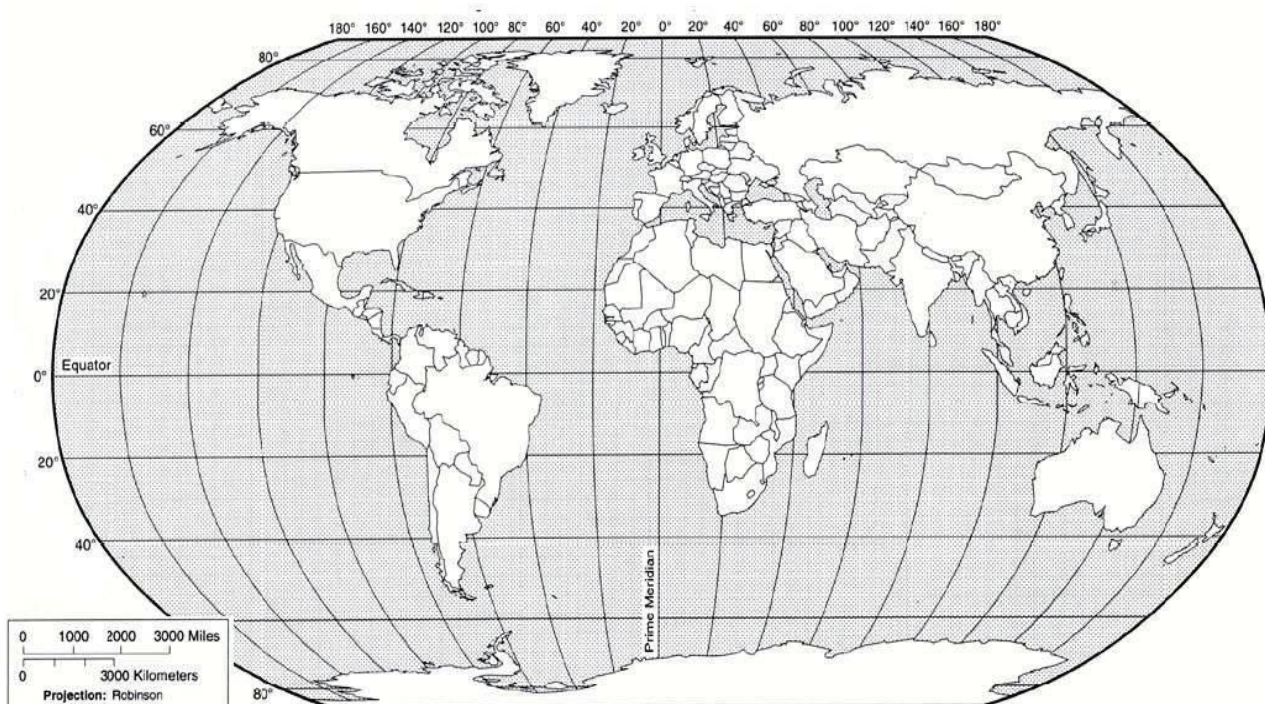 180° 160° 140° 120° 100° 80° 60° 40° 20° 0° 20° 40° 60° 80° 100° 120° 140° 160° 180°
80°
60°
40°
20°
Equator
0°
20°
40°
Prime Meridian
0 1000 2000 3000 Miles
0 3000 Kilometers
Projection: Robinson
80°